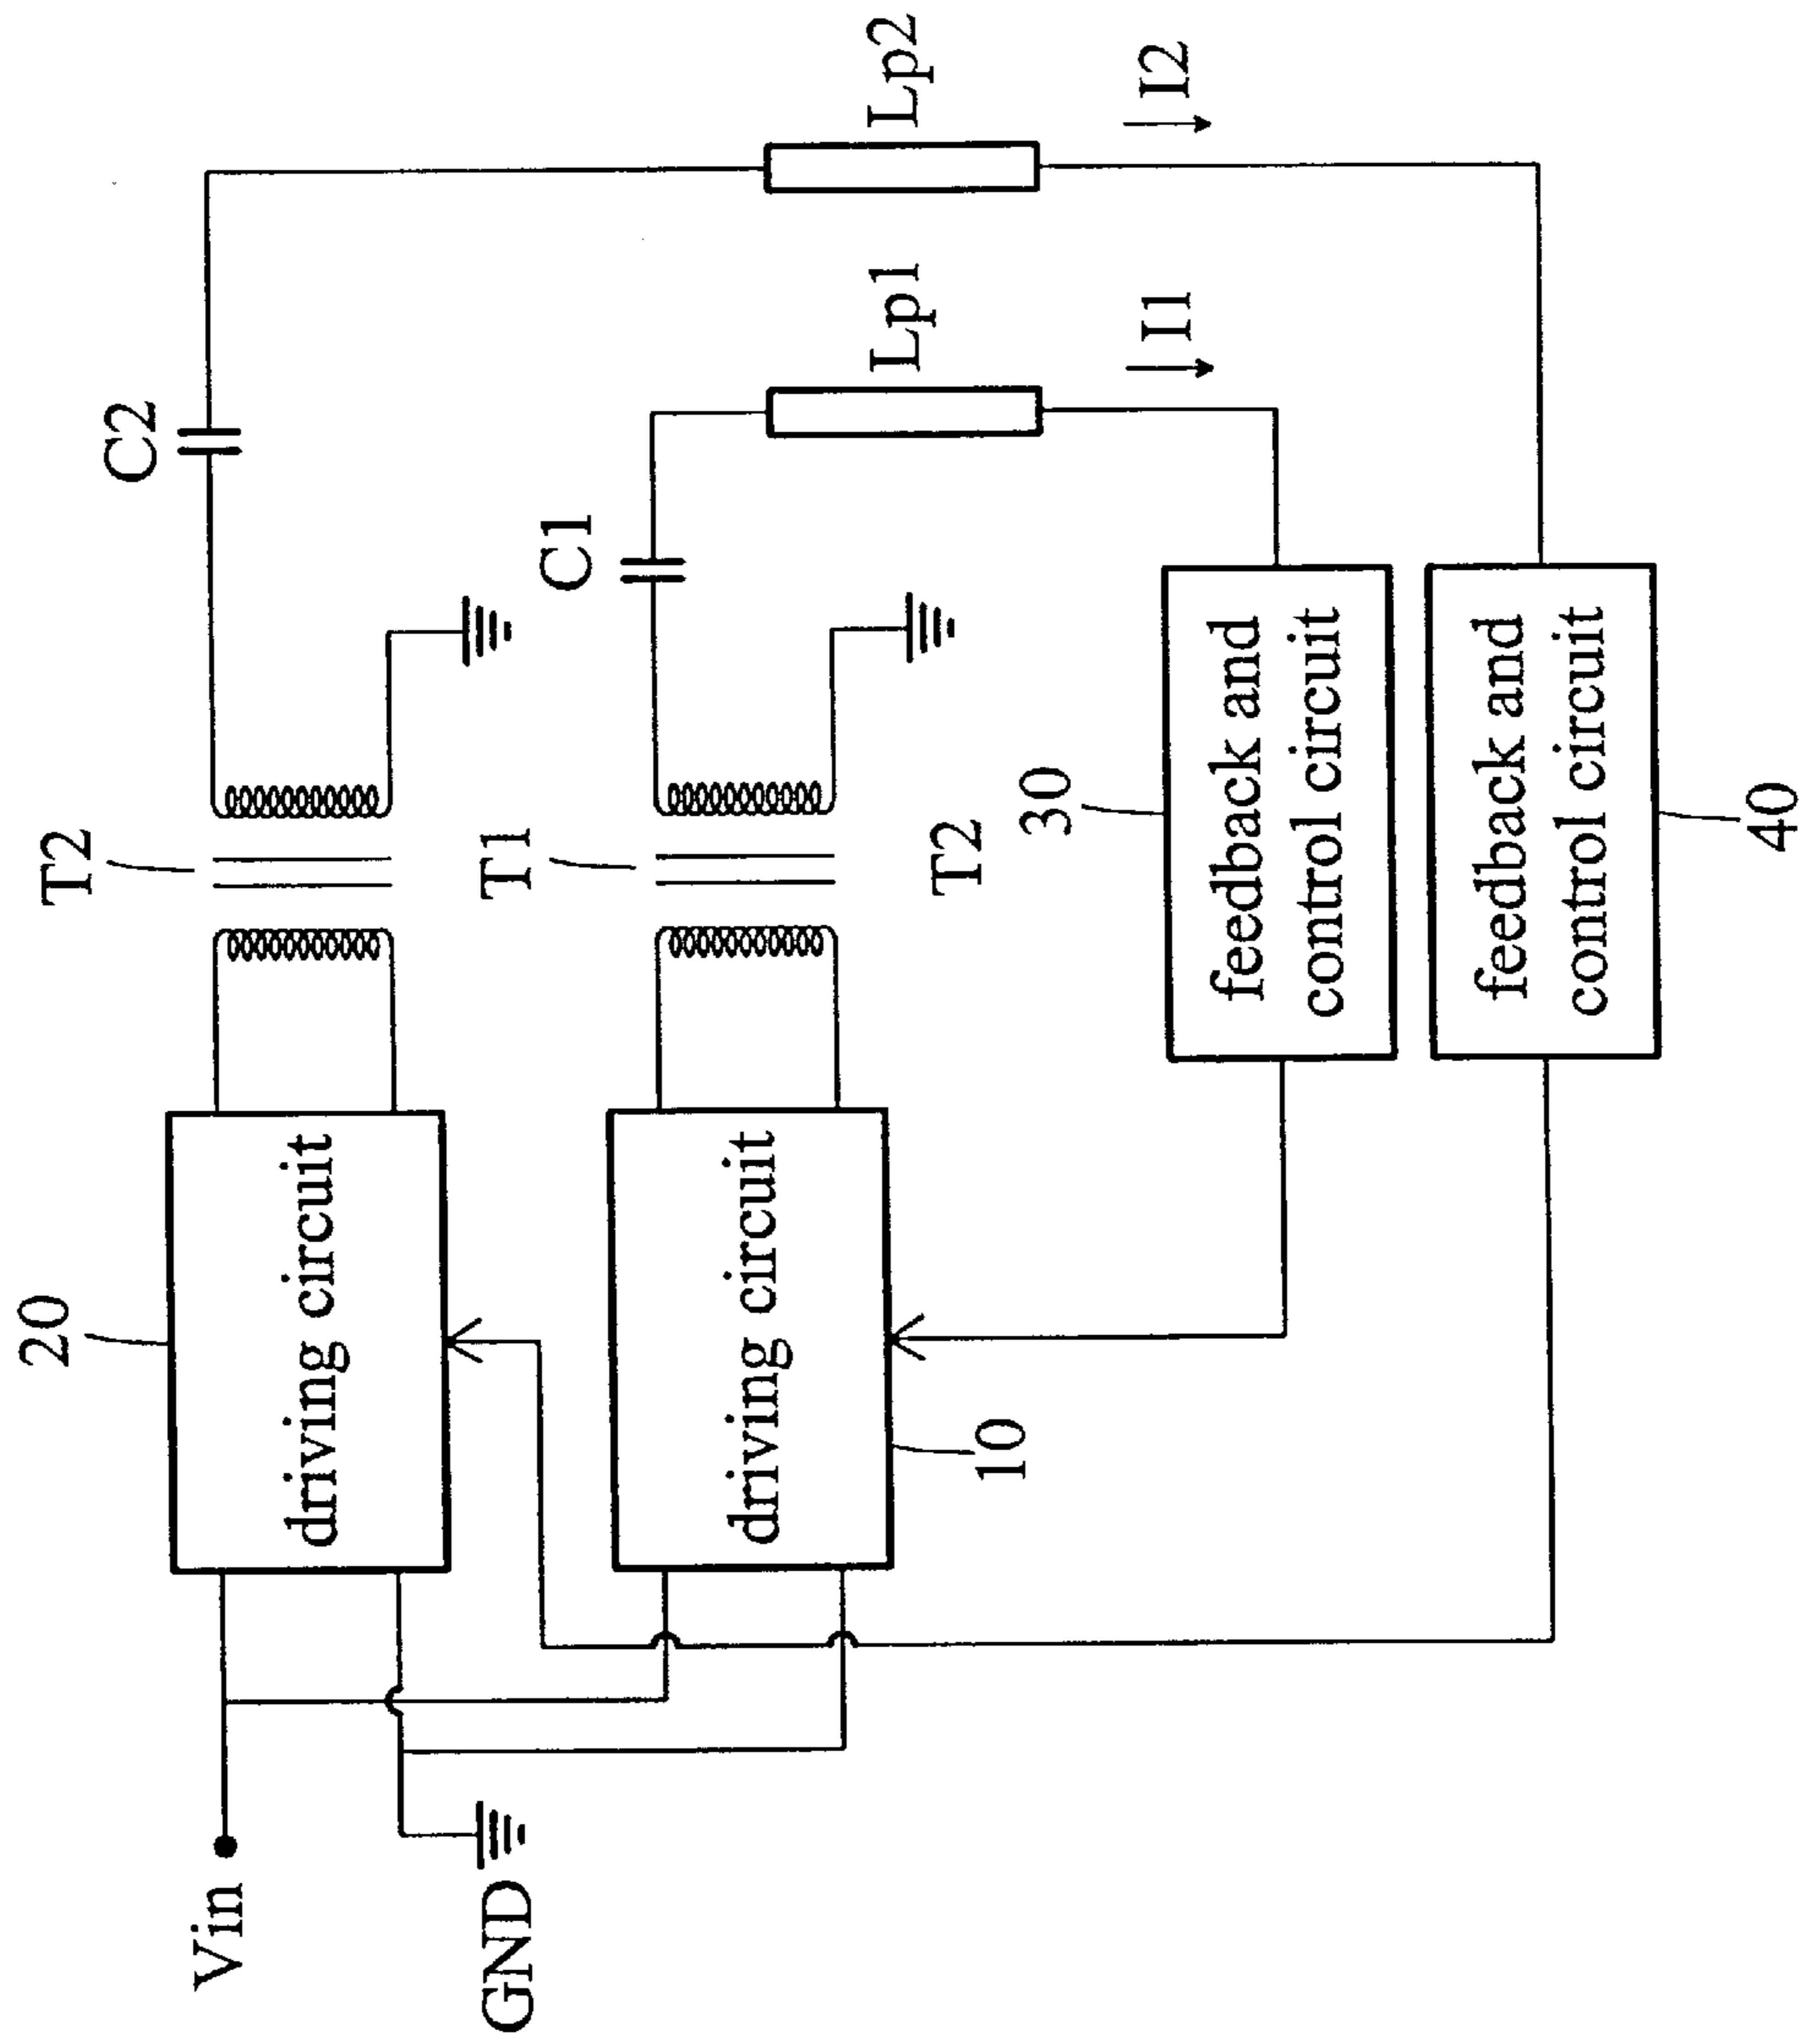 T2
C2
20
driving circuit
Vin
GND
T1
C1
driving circuit
10
T2
Lp1
Lp2
I1
I2
30
feedback and
control circuit
feedback and
control circuit
40